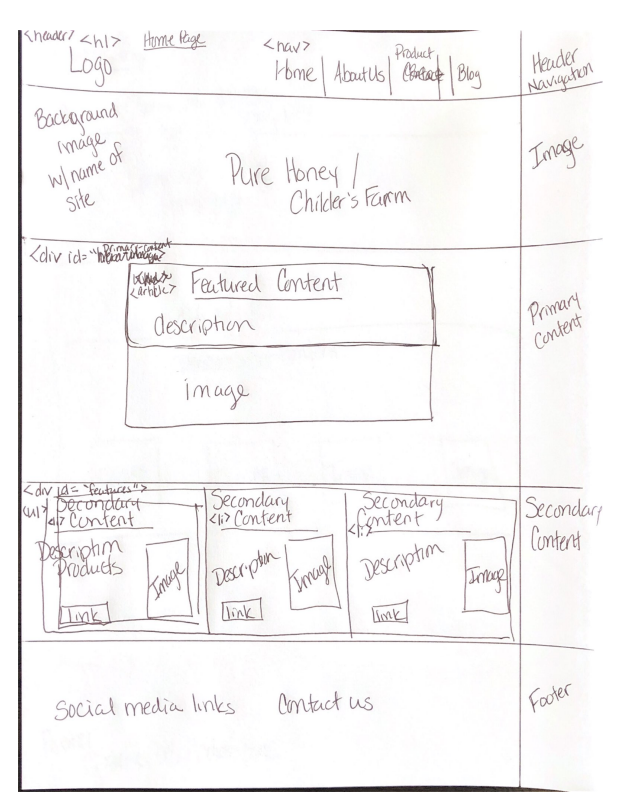 <header> <h1> Home Page <nav>
Logo
Home | About Us | Product | Blog
Header
Navigation
Background
image
w/ name of
site
Pure Honey /
Childer's Farm
Image
<div id="Primary-content
<article> Featured Content
description
image
Primary
Content
<div id="features">
<ul> Secondary
<li> Content
Description
Products
Image
link
Secondary
<li> Content
Description
Image
link
Secondary
<li> Content
Description
Image
link
Secondary
Content
Social media links Contact us
Footer